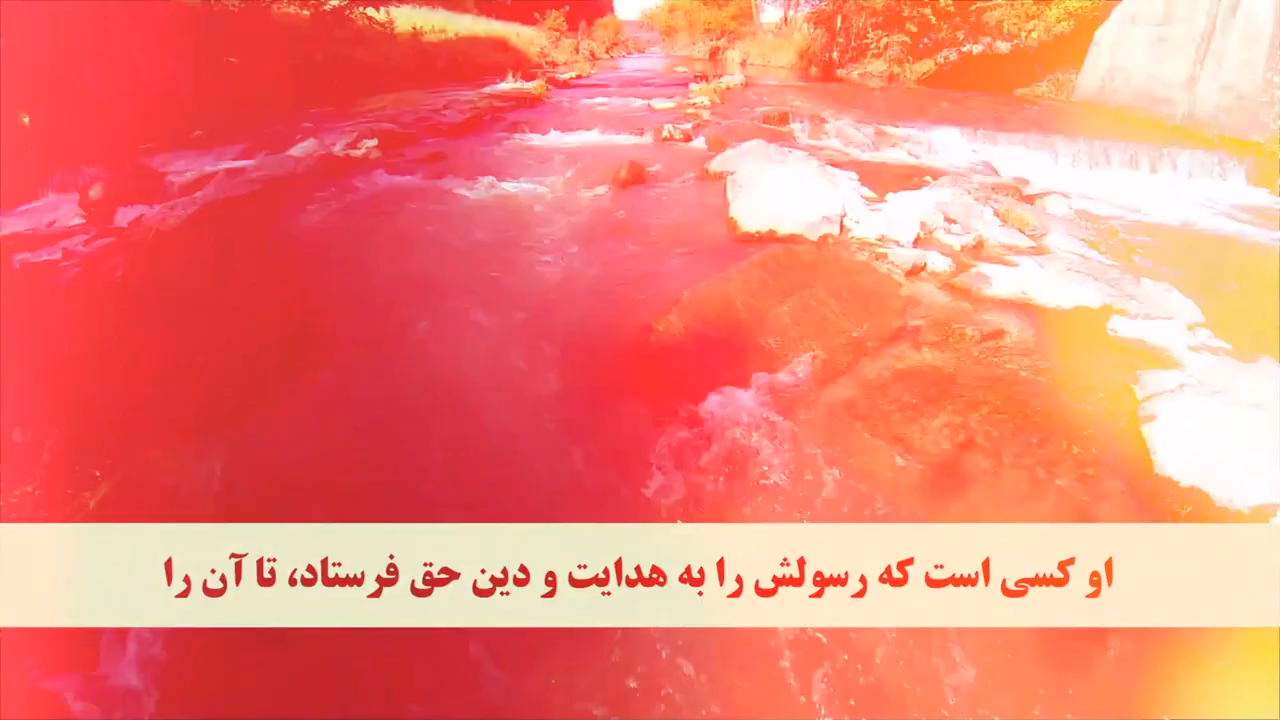 او کسی است که رسولش را به هدایت و دین حق فرستاد، تا آن را